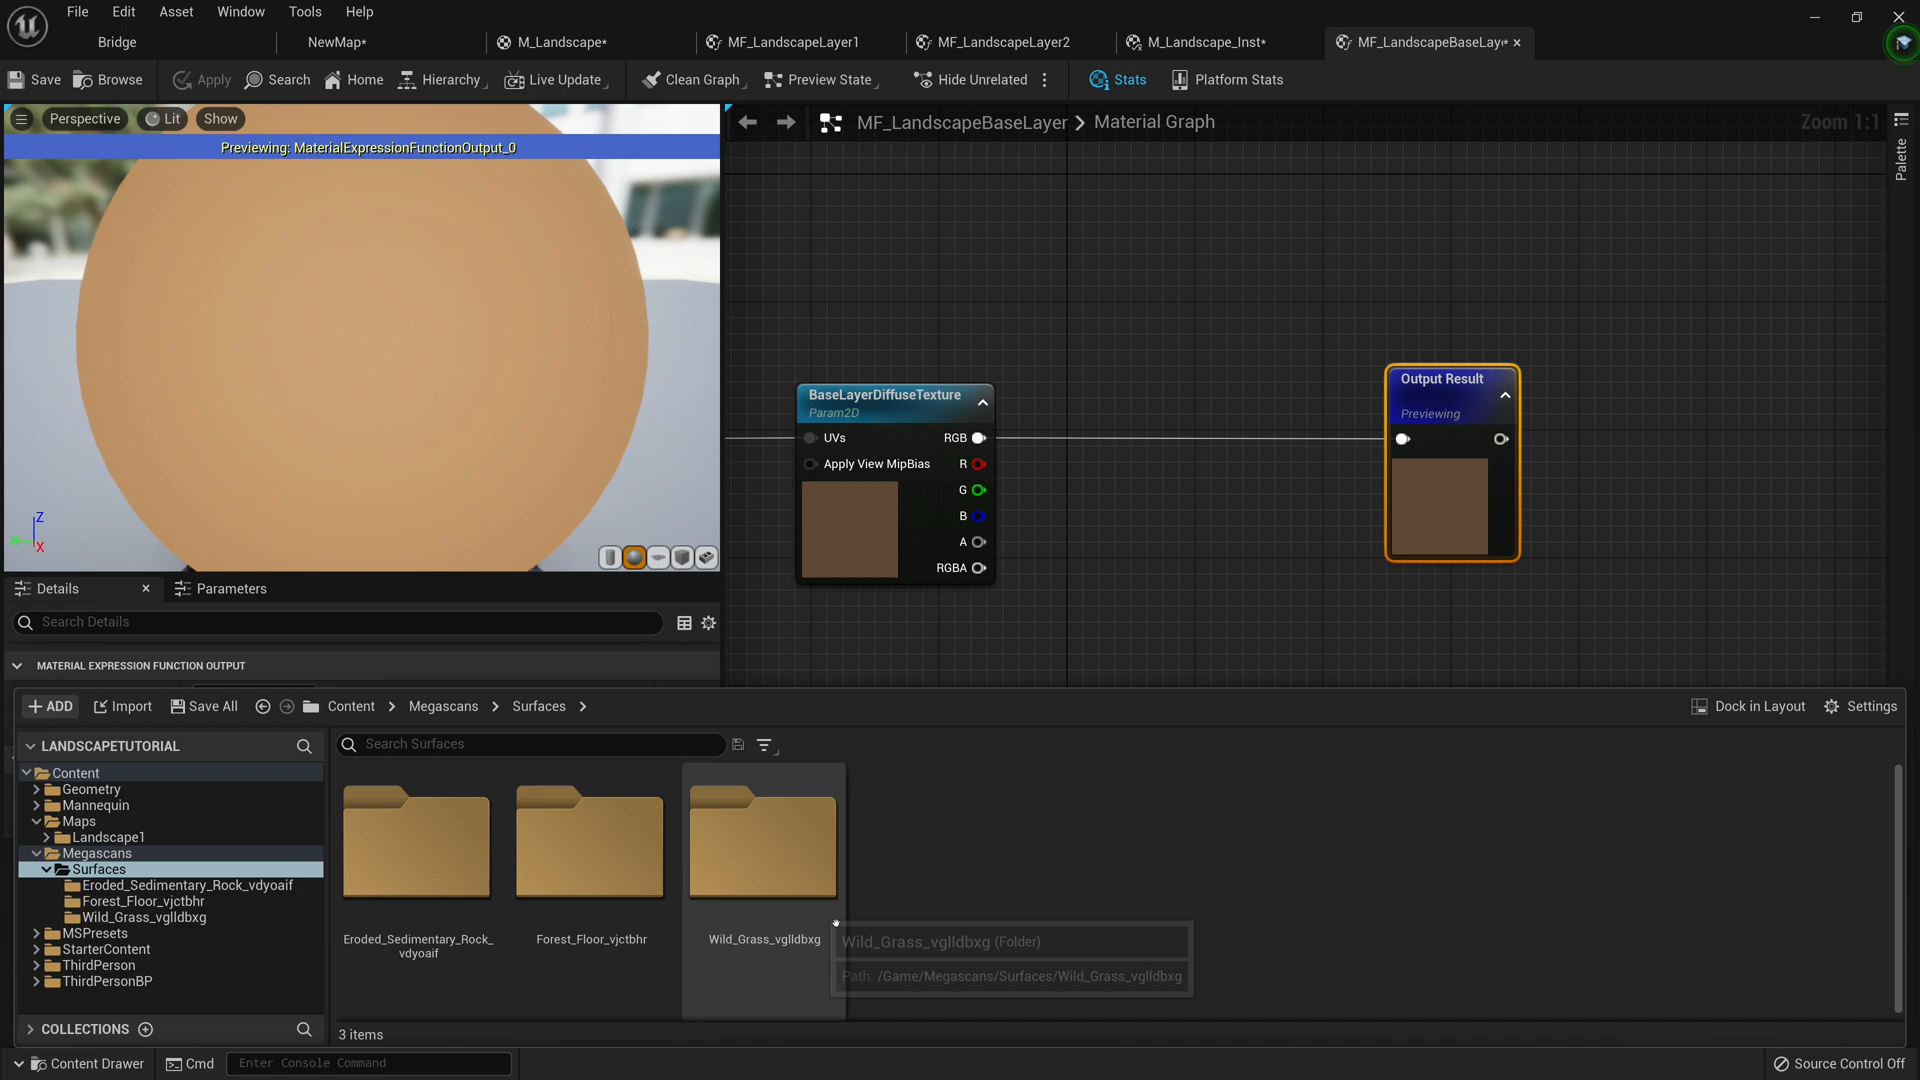 File Edit Asset Window Tools Help
Bridge NewMap* M_Landscape* MF_LandscapeLayer1 MF_LandscapeLayer2 M_Landscape_Inst* MF_LandscapeBaseLay*
Save Browse Apply Search Home Hierarchy Live Update Clean Graph Preview State Hide Unrelated Stats Platform Stats
Perspective Lit Show
Previewing: MaterialExpressionFunctionOutput_0
Z
X
MF_LandscapeBaseLayer > Material Graph
Zoom 1:1
Palette
BaseLayerDiffuseTexture
Param2D
UVs RGB
Apply View MipBias R
G
B
A
RGBA
Output Result
Previewing
Details Parameters
Search Details
MATERIAL EXPRESSION FUNCTION OUTPUT
ADD Import Save All Content > Megascans > Surfaces > Dock in Layout Settings
LANDSCAPETUTORIAL
Search Surfaces
Content
Geometry
Mannequin
Maps
Landscape1
Megascans
Surfaces
Eroded_Sedimentary_Rock_vdyoaif
Forest_Floor_vjctbhr
Wild_Grass_vglldbxg
MSPresets
StarterContent
ThirdPerson
ThirdPersonBP
Eroded_Sedimentary_Rock_
vdyoaif
Forest_Floor_vjctbhr
Wild_Grass_vglldbxg
Wild_Grass_vglldbxg (Folder)
Path: /Game/Megascans/Surfaces/Wild_Grass_vglldbxg
COLLECTIONS
3 items
Content Drawer Cmd Enter Console Command Source Control Off